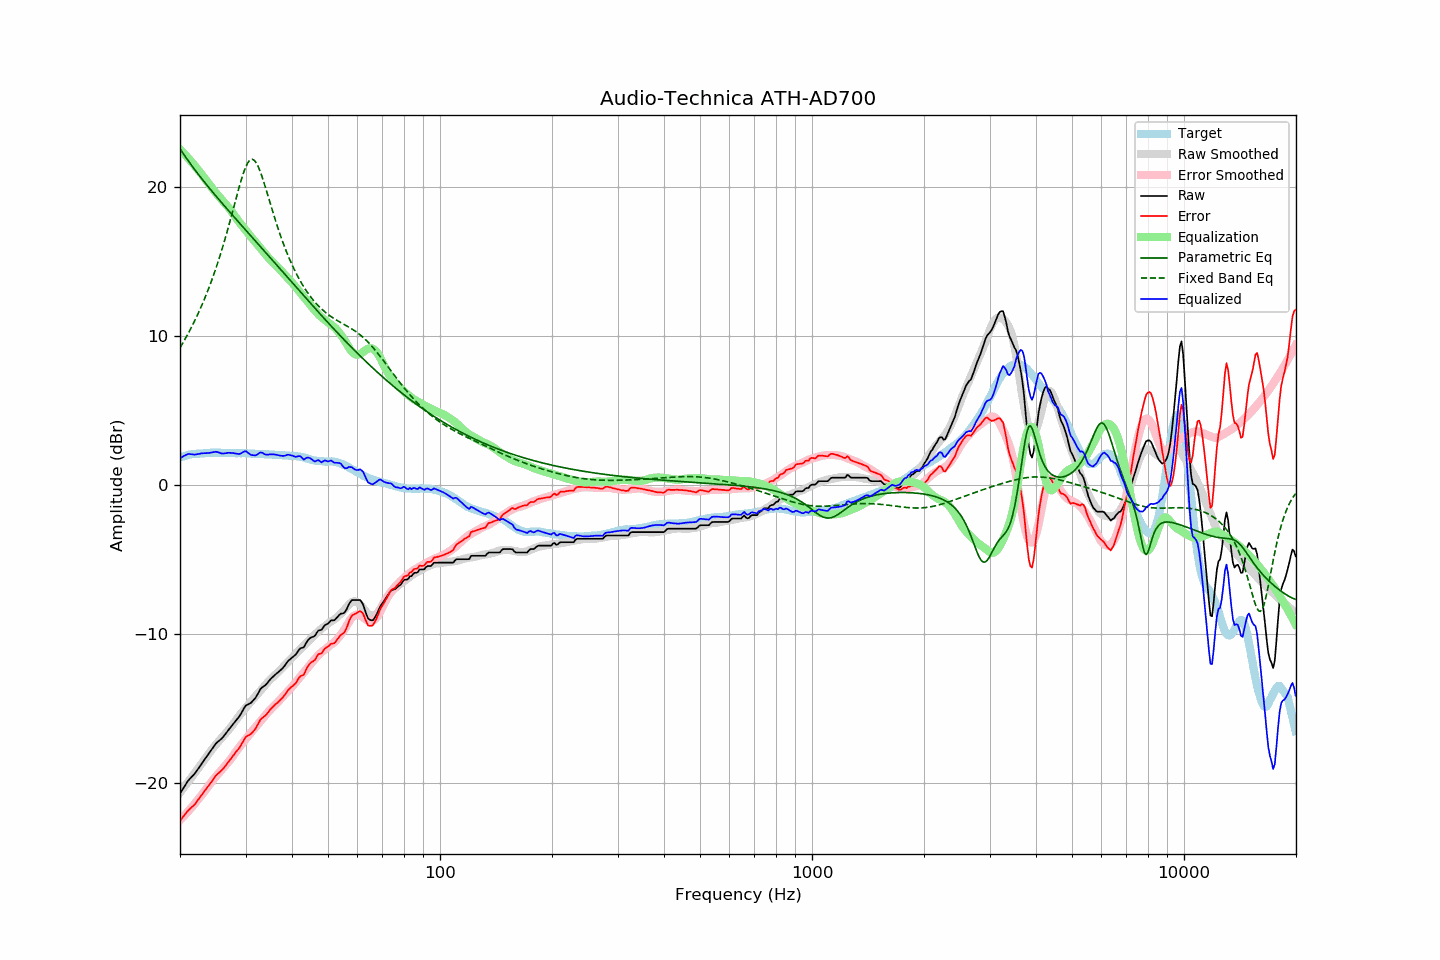 Audio-Technica ATH-AD700
Target
Raw Smoothed
Error Smoothed
Raw
Error
Equalization
Parametric Eq
Fixed Band Eq
Equalized
20
10
0
−10
−20
Amplitude (dBr)
100
1000
10000
Frequency (Hz)